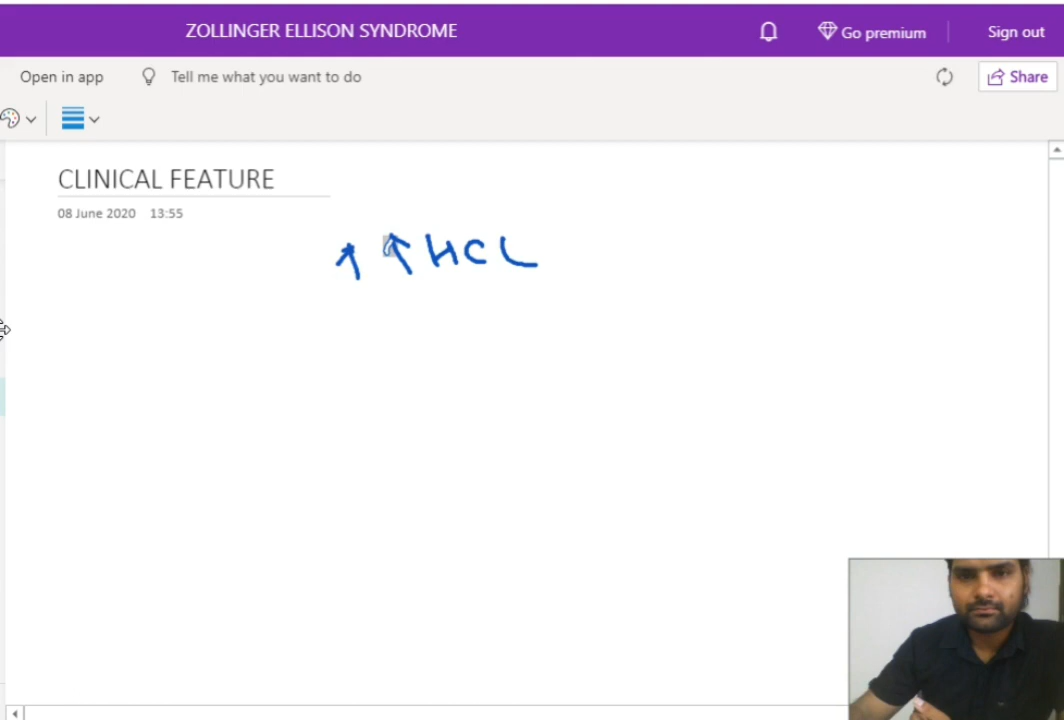 ZOLLINGER ELLISON SYNDROME
Go premium
Sign out
Open in app
Tell me what you want to do
Share
CLINICAL FEATURE
08 June 2020 13:55
↑ ↑ HCL